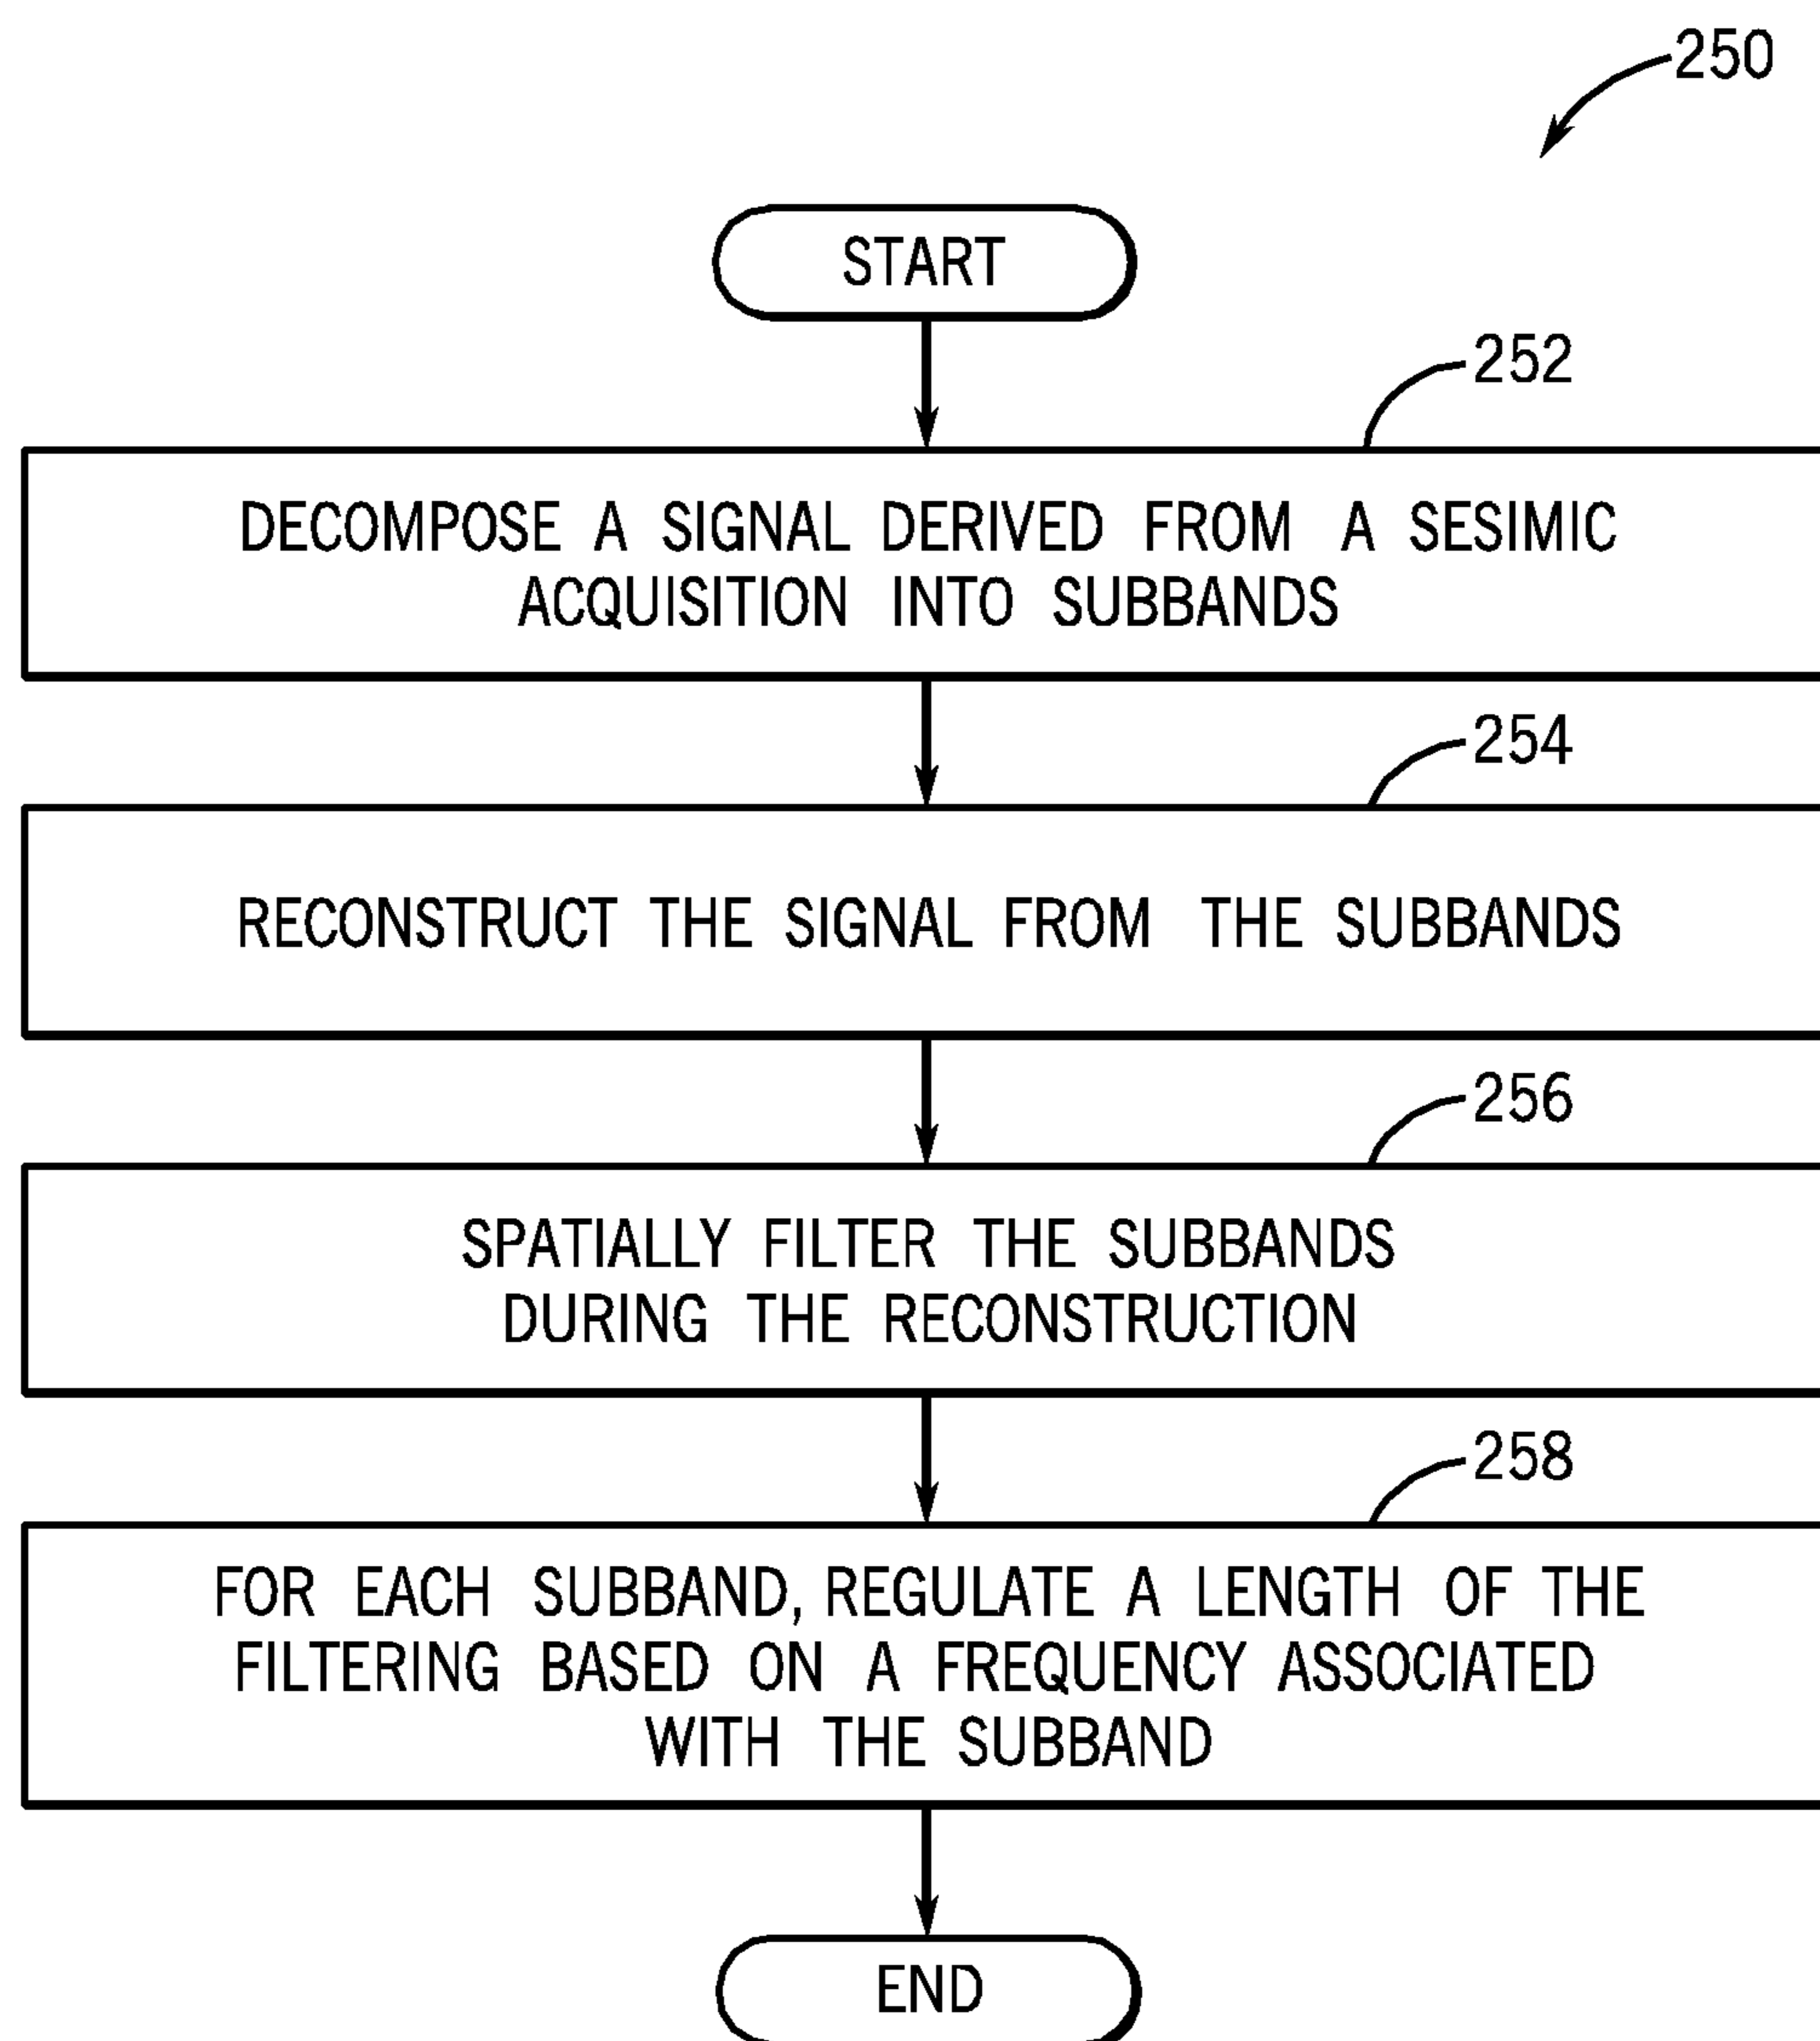 250
START
252
DECOMPOSE A SIGNAL DERIVED FROM A SESIMIC
ACQUISITION INTO SUBBANDS
254
RECONSTRUCT THE SIGNAL FROM THE SUBBANDS
256
SPATIALLY FILTER THE SUBBANDS
DURING THE RECONSTRUCTION
258
FOR EACH SUBBAND, REGULATE A LENGTH OF THE
FILTERING BASED ON A FREQUENCY ASSOCIATED
WITH THE SUBBAND
END